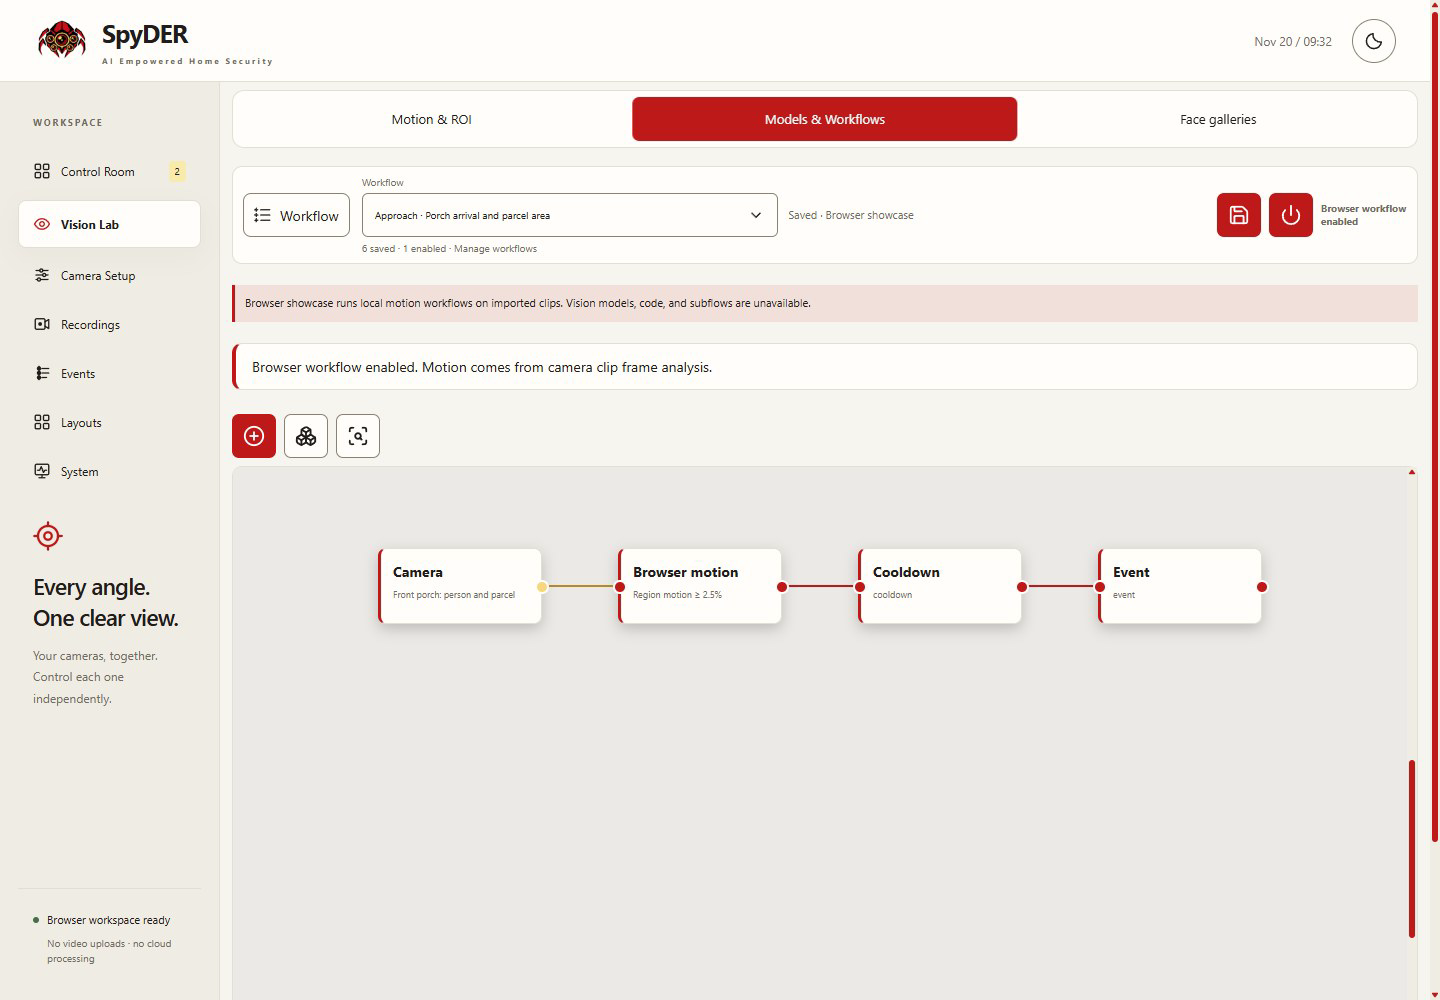 SpyDER
AI Empowered Home Security
Nov 20 / 09:32
WORKSPACE
Control Room
2
Vision Lab
Camera Setup
Recordings
Events
Layouts
System
Every angle.
One clear view.
Your cameras, together.
Control each one
independently.
Browser workspace ready
No video uploads · no cloud
processing
Motion & ROI
Models & Workflows
Face galleries
Workflow
Workflow
Approach · Porch arrival and parcel area
Saved · Browser showcase
6 saved · 1 enabled · Manage workflows
Browser workflow
enabled
Browser showcase runs local motion workflows on imported clips. Vision models, code, and subflows are unavailable.
Browser workflow enabled. Motion comes from camera clip frame analysis.
Camera
Front porch: person and parcel
Browser motion
Region motion ≥ 2.5%
Cooldown
cooldown
Event
event